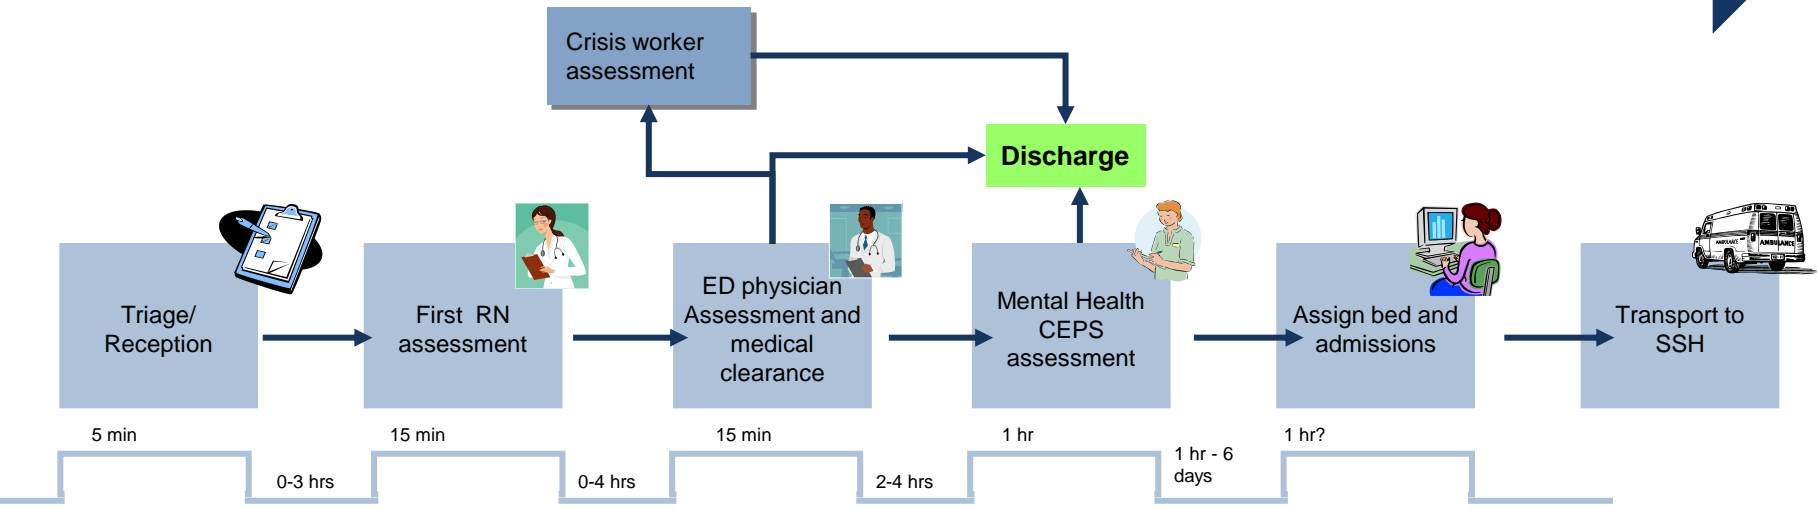 Crisis worker
assessment
Discharge
Triage/
Reception
First RN
assessment
ED physician
Assessment and
medical
clearance
Mental Health
CEPS
assessment
Assign bed and
admissions
Transport to
SSH
AMBULANCE
AMBULANCE
5 min
15 min
15 min
1 hr
1 hr?
0-3 hrs
0-4 hrs
2-4 hrs
1 hr - 6
days